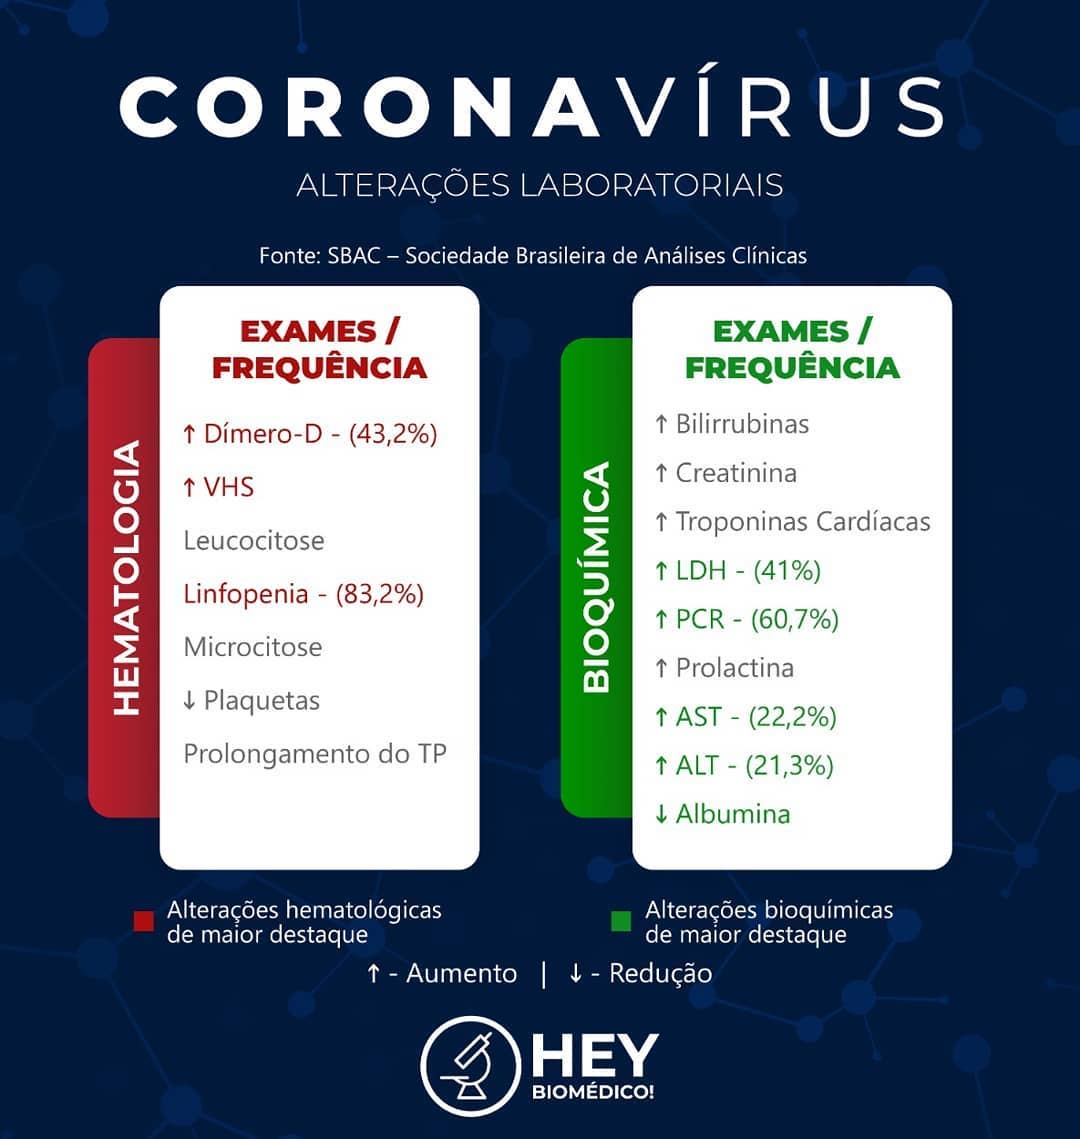 CORONAVÍRUS
ALTERAÇÕES LABORATORIAIS
Fonte: SBAC – Sociedade Brasileira de Análises Clínicas
HEMATOLOGIA
EXAMES /
FREQUÊNCIA
↑ Dímero-D - (43,2%)
↑ VHS
Leucocitose
Linfopenia - (83,2%)
Microcitose
↓ Plaquetas
Prolongamento do TP
BIOQUÍMICA
EXAMES /
FREQUÊNCIA
↑ Bilirrubinas
↑ Creatinina
↑ Troponinas Cardíacas
↑ LDH - (41%)
↑ PCR - (60,7%)
↑ Prolactina
↑ AST - (22,2%)
↑ ALT - (21,3%)
↓ Albumina
Alterações hematológicas
de maior destaque
Alterações bioquímicas
de maior destaque
↑ - Aumento | ↓ - Redução
HEY
BIOMÉDICO!